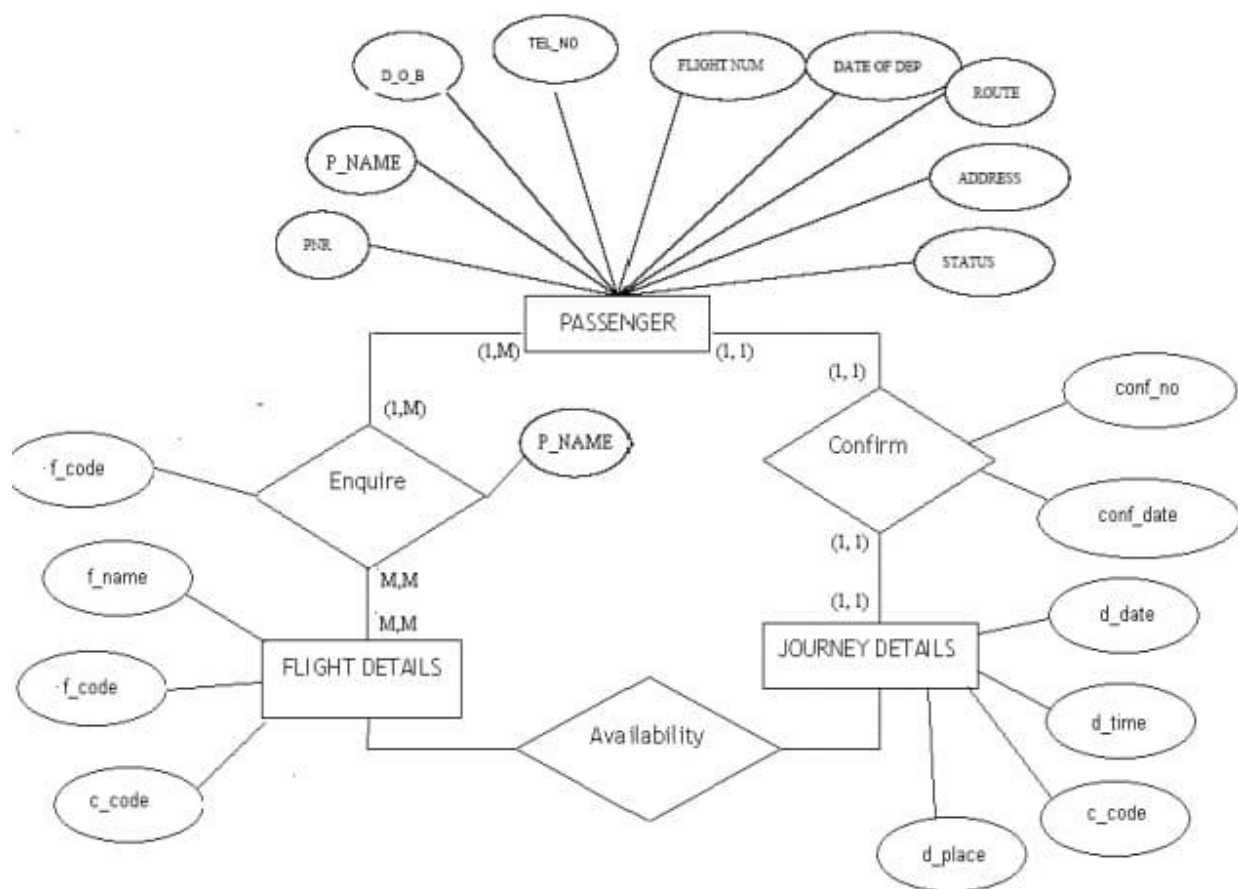 TEL_NO
D_O_B
FLIGHT NUM
DATE OF DEP
ROUTE
P_NAME
ADDRESS
PNR
STATUS
PASSENGER
(1,M)
(1, 1)
(1,M)
(1, 1)
conf_no
P_NAME
Confirm
f_code
Enquire
conf_date
(1, 1)
M,M
f_name
(1, 1)
d_date
M,M
FLIGHT DETAILS
JOURNEY DETAILS
f_code
d_time
Availability
c_code
c_code
d_place